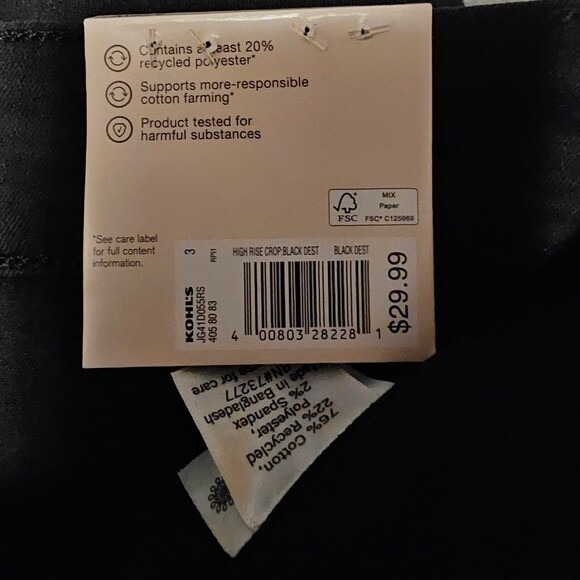 Contains at least 20%
recycled polyester*
Supports more-responsible
cotton farming*
Product tested for
harmful substances
FSC
MIX
Paper
FSC® C125969
*See care label
for full content
information.
3
RPI1
HIGH RISE CROP:BLACK DEST BLACK DEST
KOHL'S
JG41D055RS
405 80 83
4 00803 28228 1
$29.99
76% Cotton,
22% Recycled
Polyester,
2% Spandex
Made in Bangladesh
RN#73277
for care